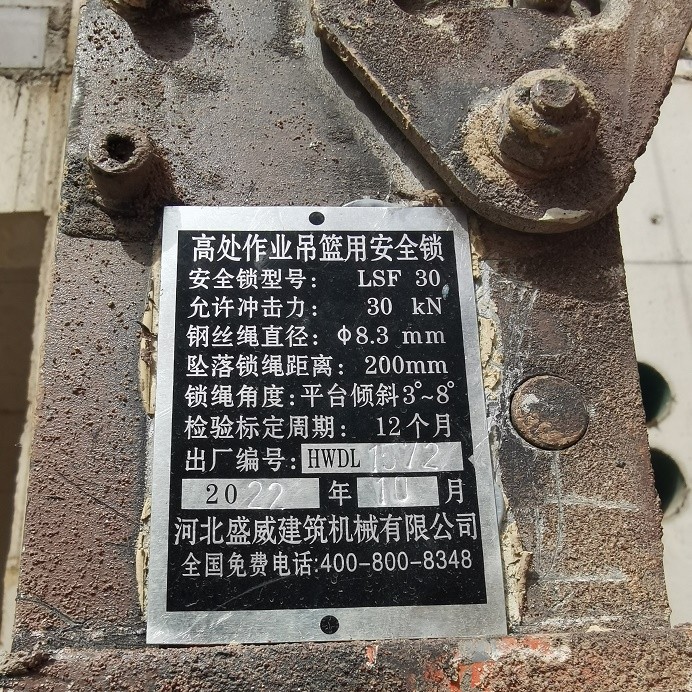 高处作业吊篮用安全锁
安全锁型号: LSF 30
允许冲击力: 30 kN
钢丝绳直径: Φ8.3 mm
坠落锁绳距离: 200mm
锁绳角度:平台倾斜3°~8°
检验标定周期: 12个月
出厂编号: HWDL 1572
2022 年 10 月
河北盛威建筑机械有限公司
全国免费电话:400-800-8348